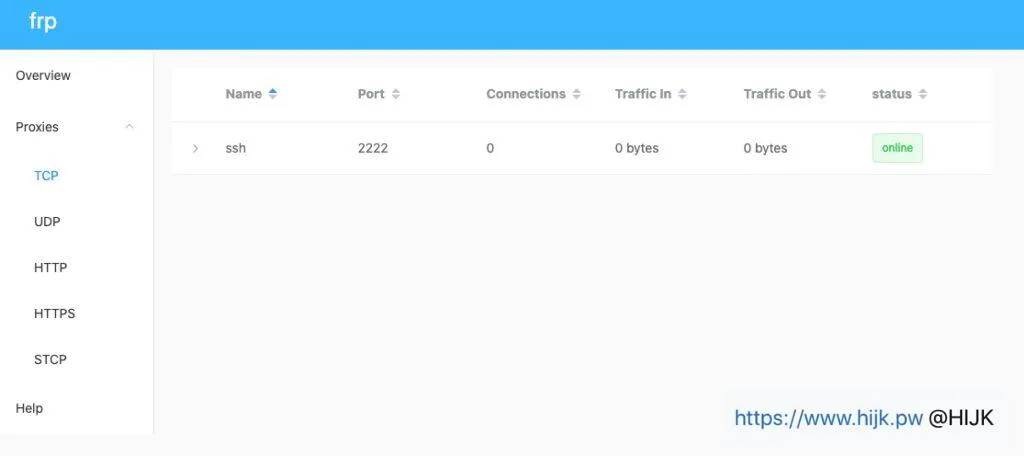 frp
Overview
Proxies
TCP
UDP
HTTP
HTTPS
STCP
Help
Name Port Connections Traffic In Traffic Out status
ssh 2222 0 0 bytes 0 bytes online
https://www.hijk.pw @HIJK